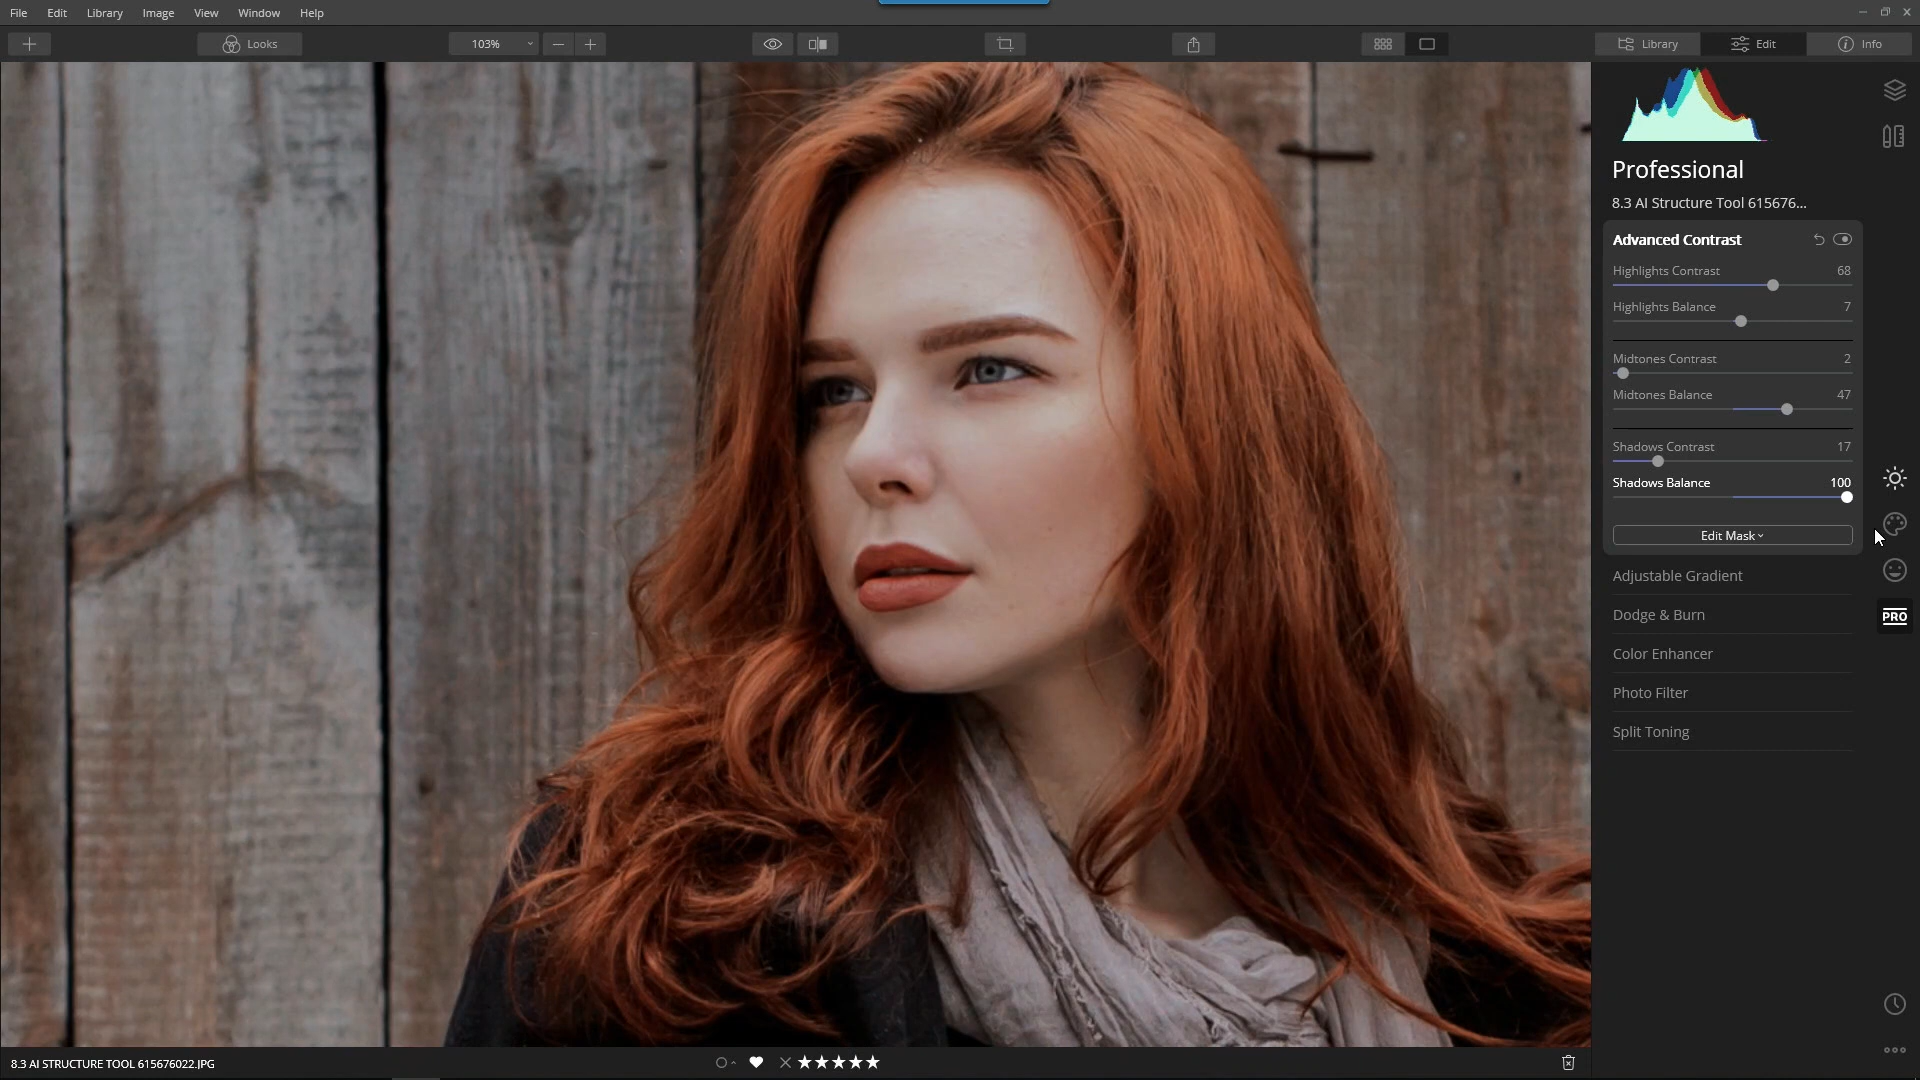 File Edit Library Image View Window Help
Looks 103% Library Edit Info
Professional
8.3 AI Structure Tool 615676...
Advanced Contrast
Highlights Contrast 68
Highlights Balance 7
Midtones Contrast 2
Midtones Balance 47
Shadows Contrast 17
Shadows Balance 100
Edit Mask
Adjustable Gradient
Dodge & Burn
PRO
Color Enhancer
Photo Filter
Split Toning
8.3 AI STRUCTURE TOOL 615676022.JPG